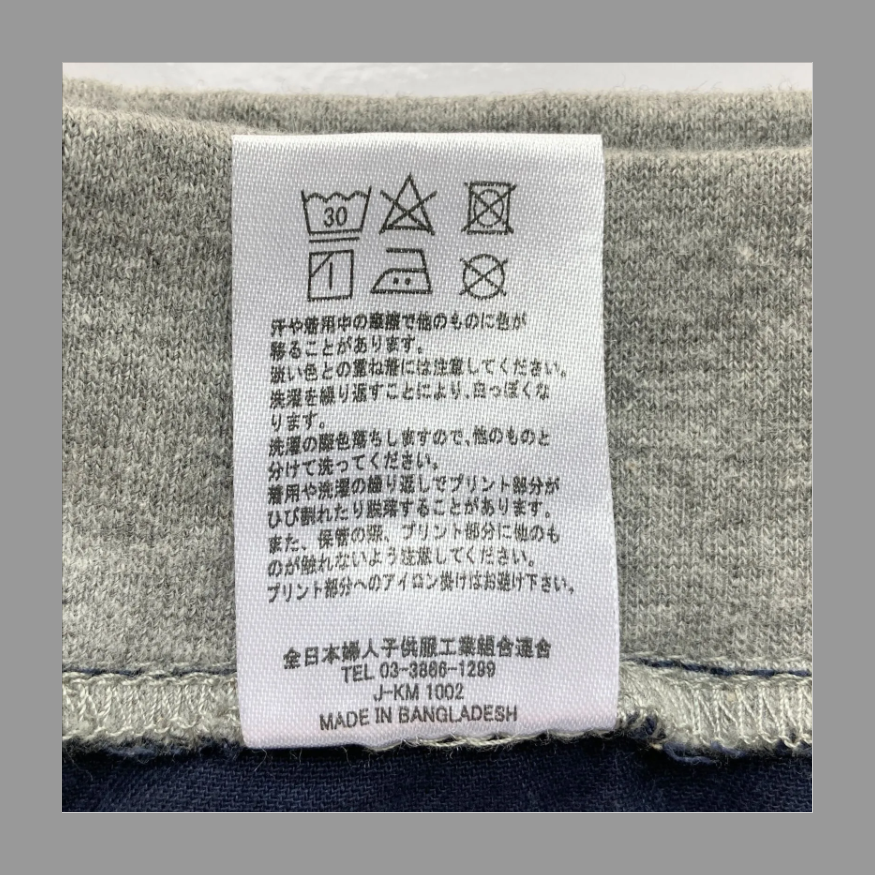 30
汗や着用中の摩擦で他のものに色が
移ることがあります。
淡い色との重ね着には注意してください。
洗濯を繰り返すことにより、白っぽくな
ります。
洗濯の際色落ちしますので、他のものと
分けて洗ってください。
着用や洗濯の繰り返しでプリント部分が
ひび割れたり脱落することがあります。
また、保管の際、プリント部分に他のも
のが触れないよう注意してください。
プリント部分へのアイロン掛けはお避け下さい。
全日本婦人子供服工業組合連合
TEL 03-3866-1299
J-KM 1002
MADE IN BANGLADESH